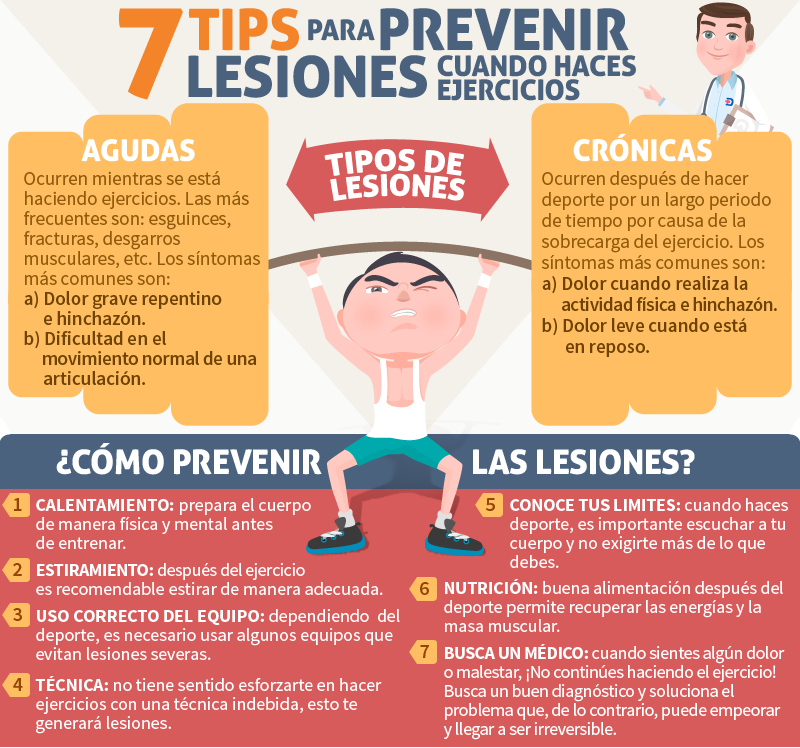 7 TIPS PARA PREVENIR
LESIONES CUANDO HACES
EJERCICIOS
AGUDAS
Ocurren mientras se está
haciendo ejercicios. Las más
frecuentes son: esguinces,
fracturas, desgarros
musculares, etc. Los síntomas
más comunes son:
a) Dolor grave repentino
e hinchazón.
b) Dificultad en el
movimiento normal de una
articulación.
TIPOS DE
LESIONES
CRÓNICAS
Ocurren después de hacer
deporte por un largo periodo
de tiempo por causa de la
sobrecarga del ejercicio. Los
síntomas más comunes son:
a) Dolor cuando realiza la
actividad física e hinchazón.
b) Dolor leve cuando está
en reposo.
¿CÓMO PREVENIR LAS LESIONES?
1 CALENTAMIENTO: prepara el cuerpo
de manera física y mental antes
de entrenar.
2 ESTIRAMIENTO: después del ejercicio
es recomendable estirar de manera adecuada.
3 USO CORRECTO DEL EQUIPO: dependiendo del
deporte, es necesario usar algunos equipos que
evitan lesiones severas.
4 TÉCNICA: no tiene sentido esforzarte en hacer
ejercicios con una técnica indebida, esto te
generará lesiones.
5 CONOCE TUS LIMITES: cuando haces
deporte, es importante escuchar a tu
cuerpo y no exigirte más de lo que
debes.
6 NUTRICIÓN: buena alimentación después del
deporte permite recuperar las energías y la
masa muscular.
7 BUSCA UN MÉDICO: cuando sientes algún dolor
o malestar, ¡No continúes haciendo el ejercicio!
Busca un buen diagnóstico y soluciona el
problema que, de lo contrario, puede empeorar
y llegar a ser irreversible.